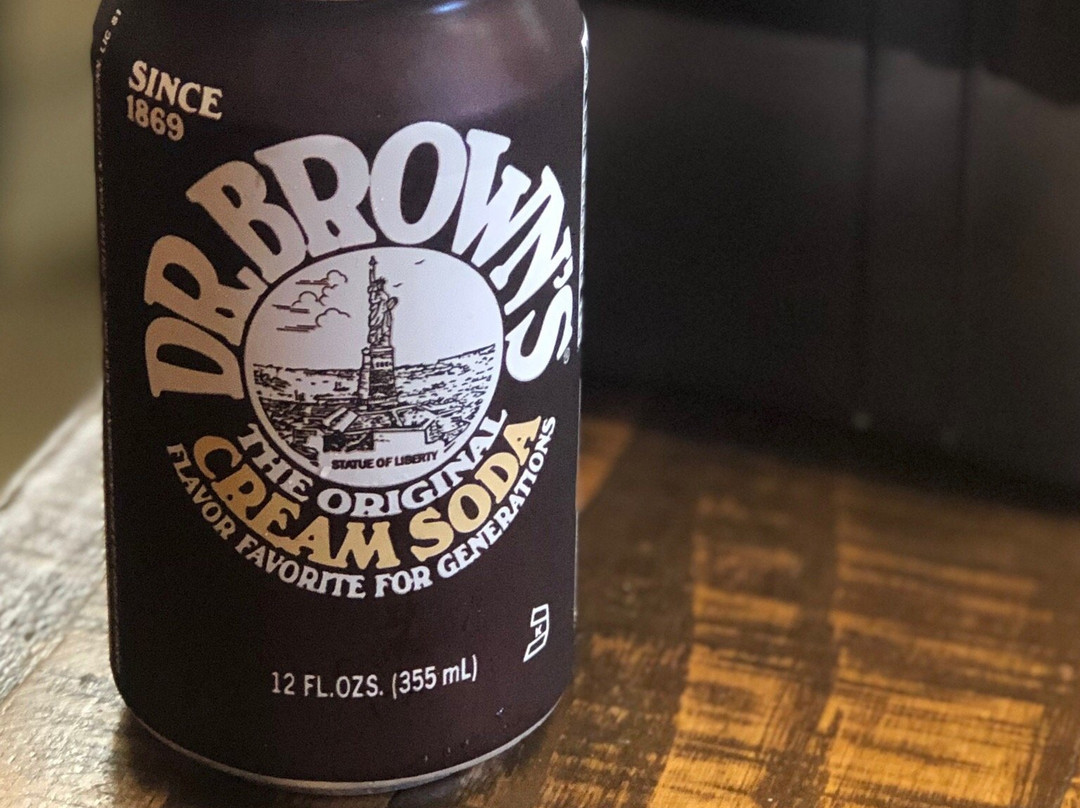 SINCE
1869
DR. BROWN'S®
STATUE OF LIBERTY
THE ORIGINAL
CREAM SODA
FLAVOR FAVORITE FOR GENERATIONS
K
12 FL.OZS. (355 mL)